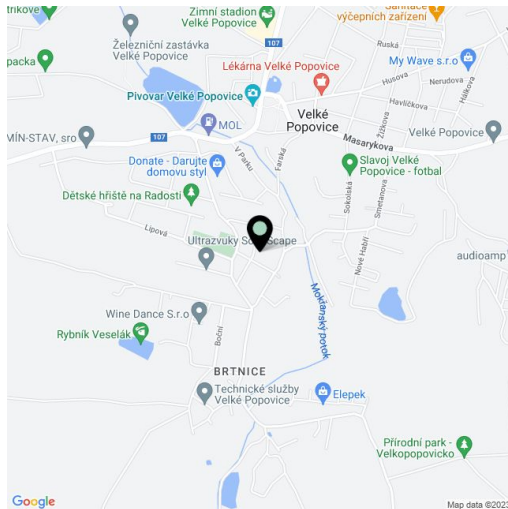 Zimní stadion
Velké Popovice
Sanitace
výčepních zařízení
trikove
Železniční zastávka
Velké Popovice
107
Ruská
My Wave s.r.o
packa
Lékárna Velké Popovice
Husova
Nerudova
Hálkova
Pivovar Velké Popovice
Havlíčkova
Velké
Popovice
MOL
Žižkova
MÍN-STAV, sro
107
Masarykova
Velké Popovice
V Parku
Farská
Donate - Darujte
domovu styl
Slavoj Velké
Popovice - fotbal
Dětské hřiště na Radosti
Sokolská
Smetanova
Lipová
Ultrazvuky
Nové Habří
audioamp
Mokřanský potok
Wine Dance S.r.o
Rybník Veselák
Boční
BRTNICE
Technické služby
Velké Popovice
Elepek
Přírodní park -
Velkopopovicko
Google
Map data ©2023